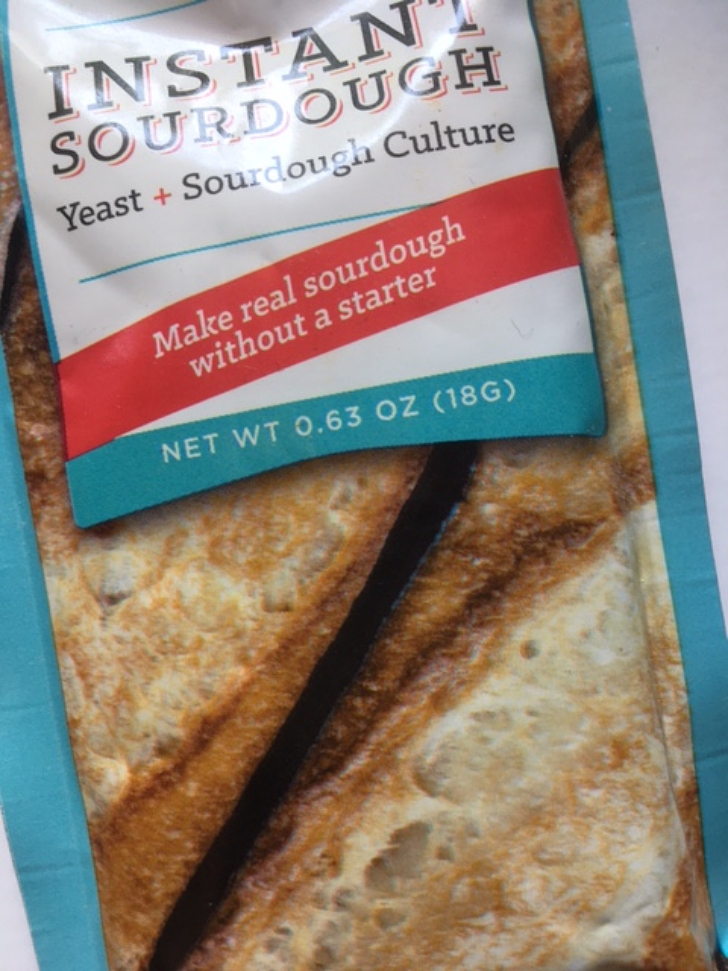 INSTANT
SOURDOUGH
Yeast + Sourdough Culture
Make real sourdough
without a starter
NET WT 0.63 OZ (18G)